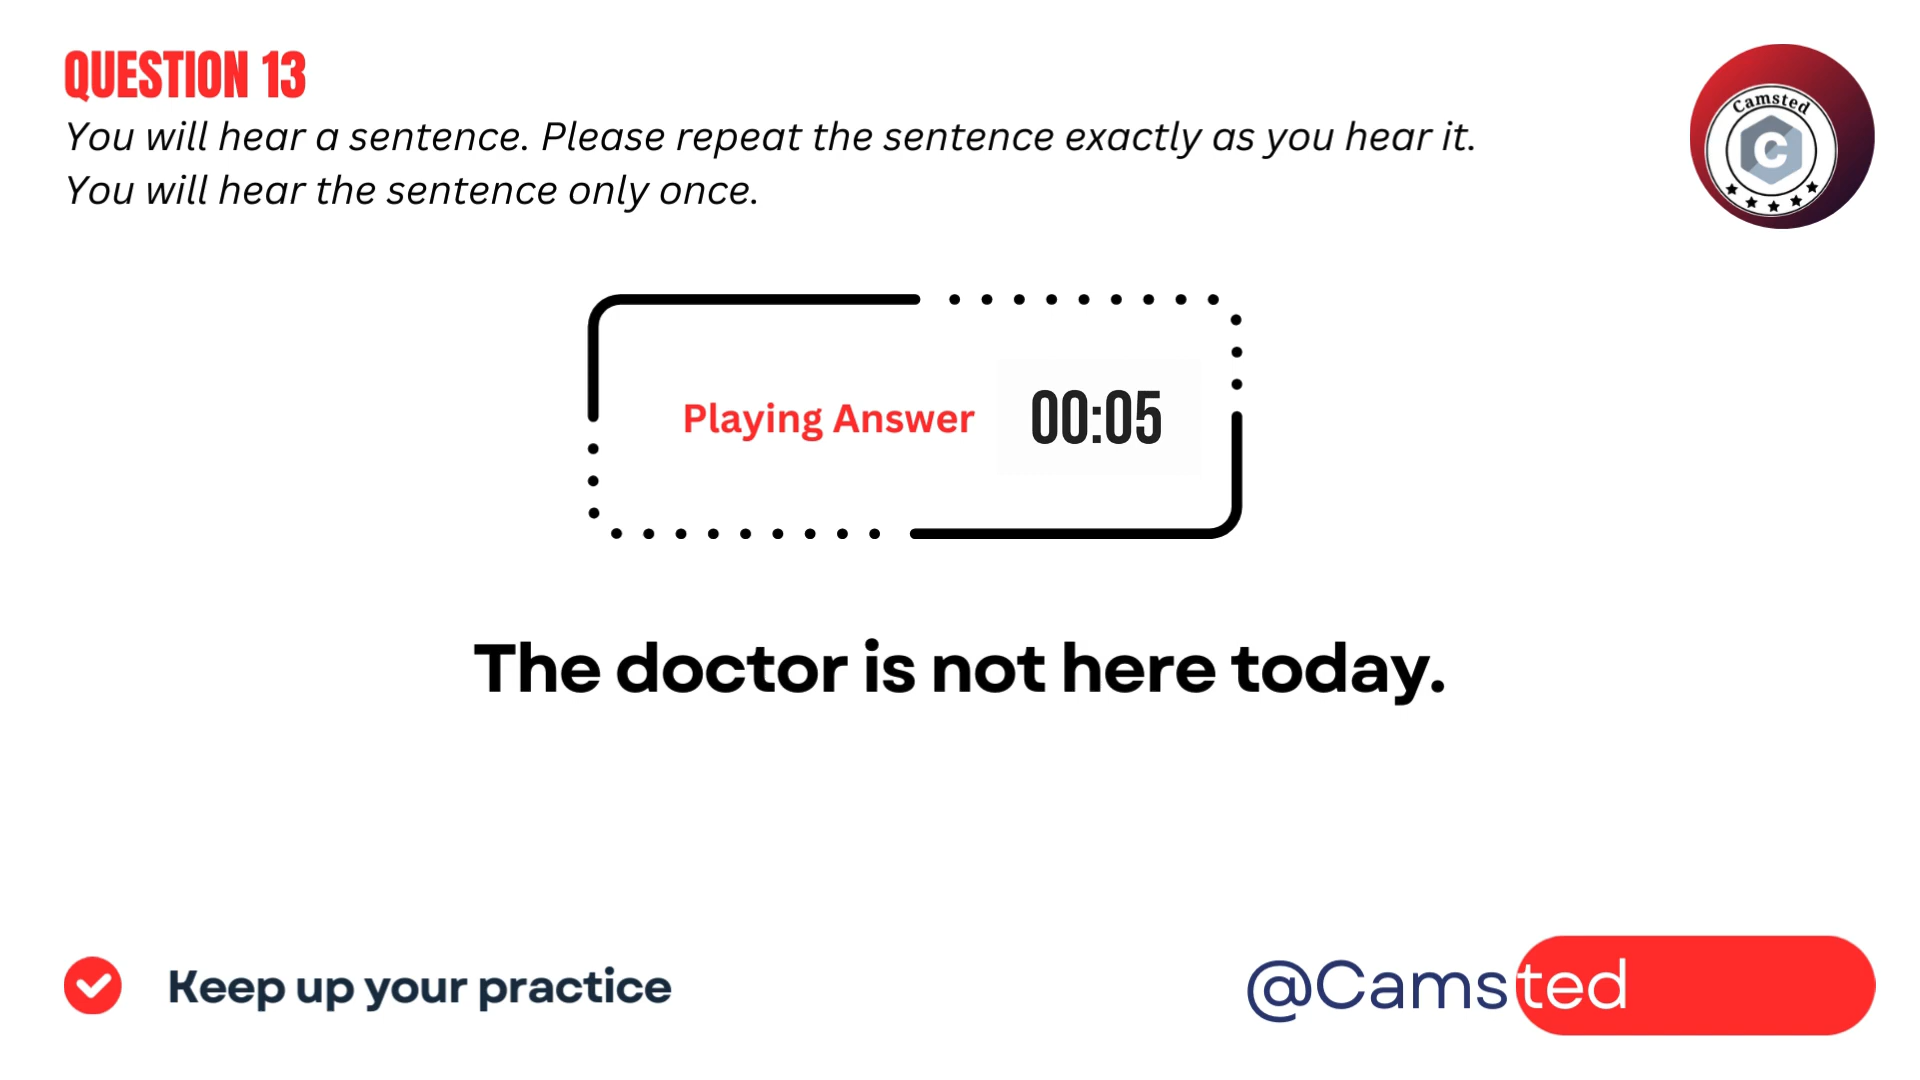 QUESTION 13
You will hear a sentence. Please repeat the sentence exactly as you hear it.
You will hear the sentence only once.
Camsted
C
Playing Answer 00:05
The doctor is not here today.
Keep up your practice
@Camsted